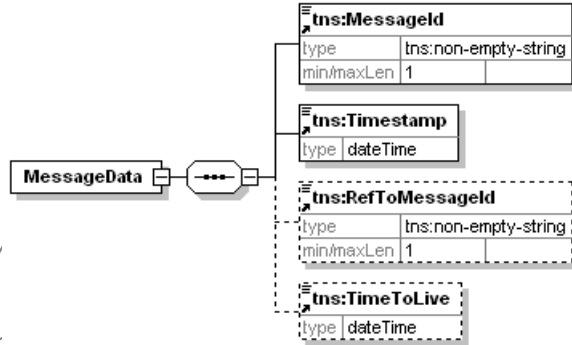 tns:MessageId
type tns:non-empty-string
min/maxLen 1
tns:Timestamp
type dateTime
MessageData
tns:RefToMessageId
type tns:non-empty-string
min/maxLen 1
tns:TimeToLive
type dateTime